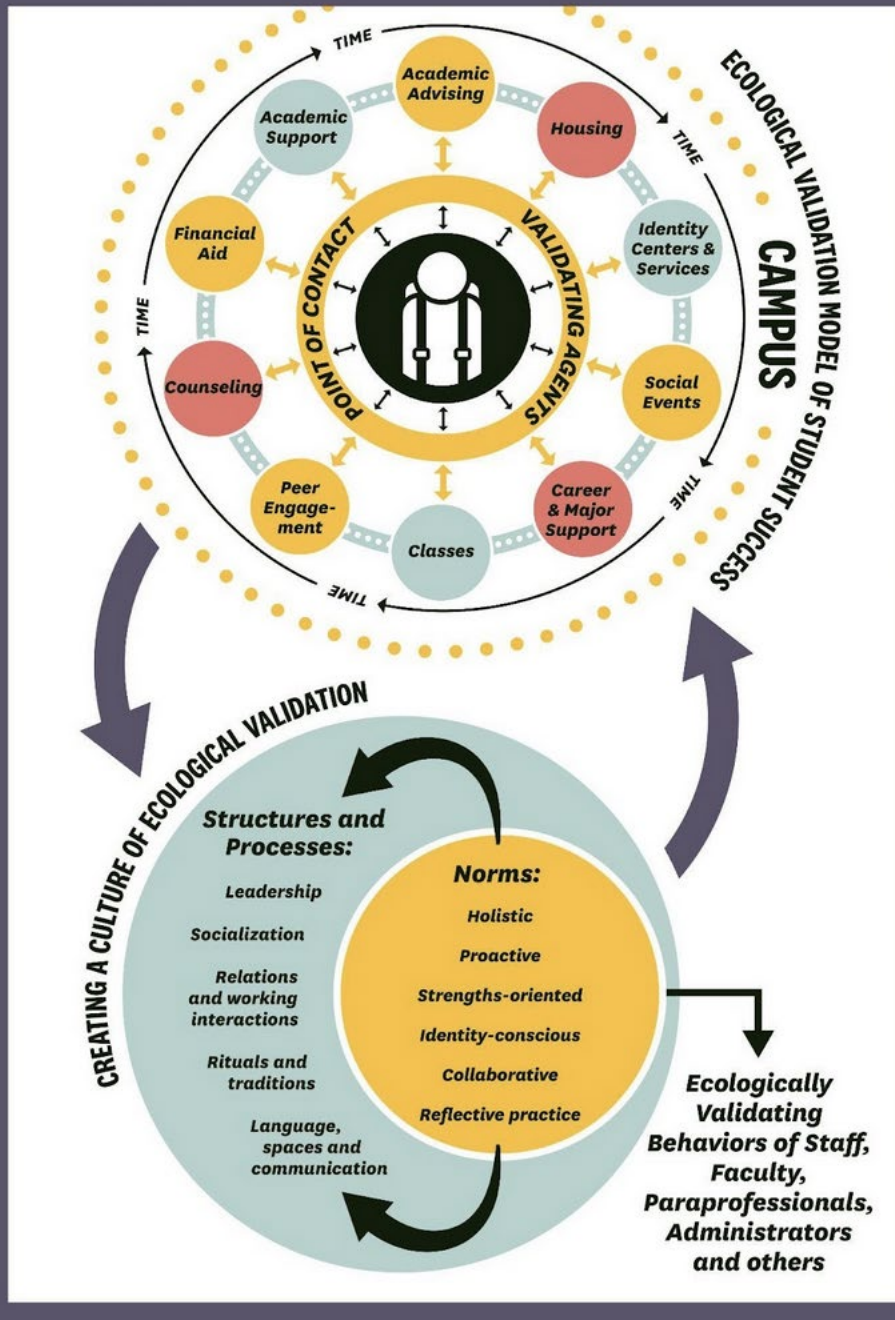 ECOLOGICAL VALIDATION MODEL OF STUDENT SUCCESS
CAMPUS
TIME
TIME
TIME
TIME
TIME
Academic
Advising
Housing
Identity
Centers &
Services
Social
Events
Career
& Major
Support
Classes
Peer
Engage-
ment
Counseling
Financial
Aid
Academic
Support
POINT OF CONTACT
VALIDATING AGENTS
CREATING A CULTURE OF ECOLOGICAL VALIDATION
Structures and
Processes:
Leadership
Socialization
Relations
and working
interactions
Rituals and
traditions
Language,
spaces and
communication
Norms:
Holistic
Proactive
Strengths-oriented
Identity-conscious
Collaborative
Reflective practice
Ecologically
Validating
Behaviors of Staff,
Faculty,
Paraprofessionals,
Administrators
and others